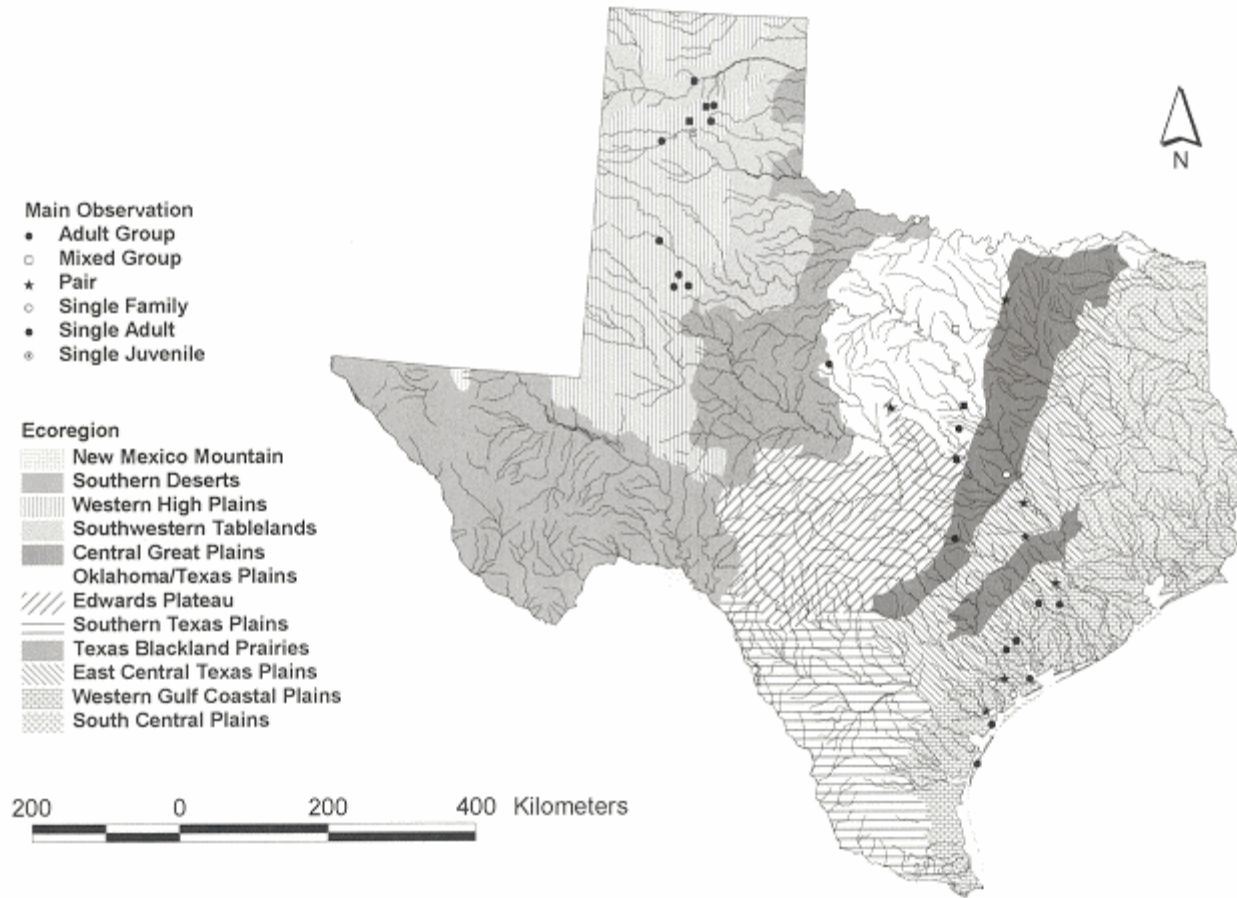 N
Main Observation
Adult Group
Mixed Group
Pair
Single Family
Single Adult
Single Juvenile
Ecoregion
New Mexico Mountain
Southern Deserts
Western High Plains
Southwestern Tablelands
Central Great Plains
Oklahoma/Texas Plains
Edwards Plateau
Southern Texas Plains
Texas Blackland Prairies
East Central Texas Plains
Western Gulf Coastal Plains
South Central Plains
200 0 200 400 Kilometers